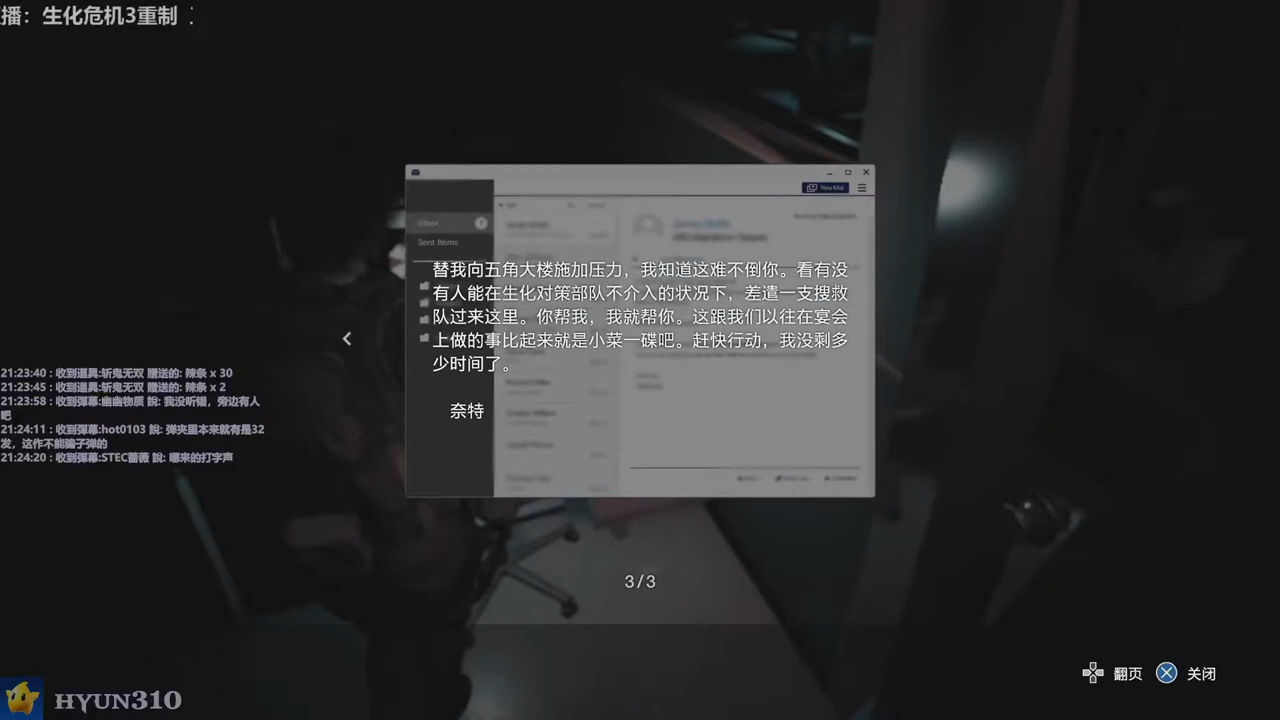 播：生化危机3重制 ：
New Mail
Inbox
Sent Items
替我向五角大楼施加压力，我知道这难不倒你。看有没
有人能在生化对策部队不介入的状况下，差遣一支搜救
队过来这里。你帮我，我就帮你。这跟我们以往在宴会
上做的事比起来就是小菜一碟吧。赶快行动，我没剩多
少时间了。
奈特
21:23:40 : 收到道具:斩鬼无双 赠送的: 辣条 x 30
21:23:45 : 收到道具:斩鬼无双 赠送的: 辣条 x 2
21:23:58 : 收到彈幕:幽幽物质 說: 我没听错，旁边有人
吧
21:24:11 : 收到彈幕:hot0103 說: 弹夹里本来就有是32
发，这作不能骗子弹的
21:24:20 : 收到彈幕:STEC蔷薇 說: 哪来的打字声
3/3
翻页
关闭
HYUN310